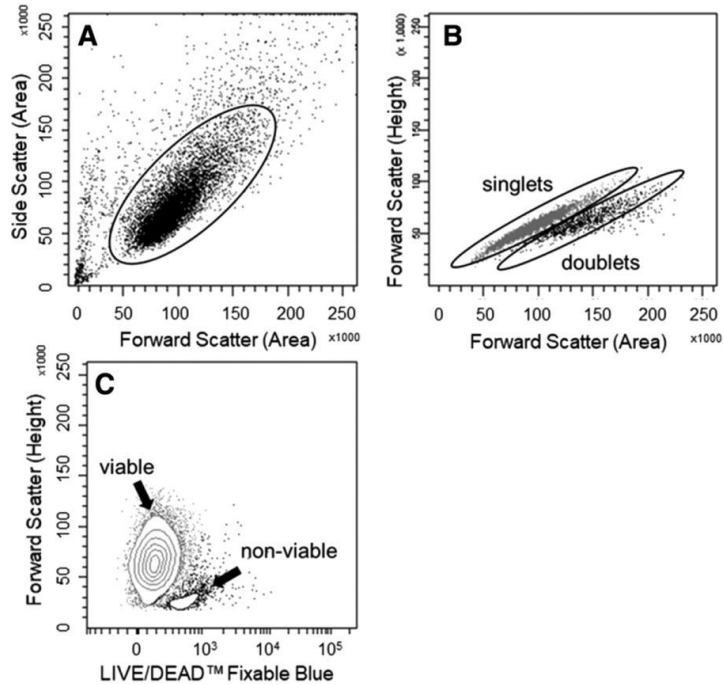 A
x1000
Side Scatter (Area)
250
200
150
100
50
0
0 50 100 150 200 250
Forward Scatter (Area) x1000
B
(x 1,000)
Forward Scatter (Height)
250
200
150
100
50
singlets
doublets
0 50 100 150 200 250
Forward Scatter (Area) x1000
C
x1000
Forward Scatter (Height)
250
200
150
100
50
0
viable
non-viable
0 10³ 10⁴ 10⁵
LIVE/DEAD™ Fixable Blue